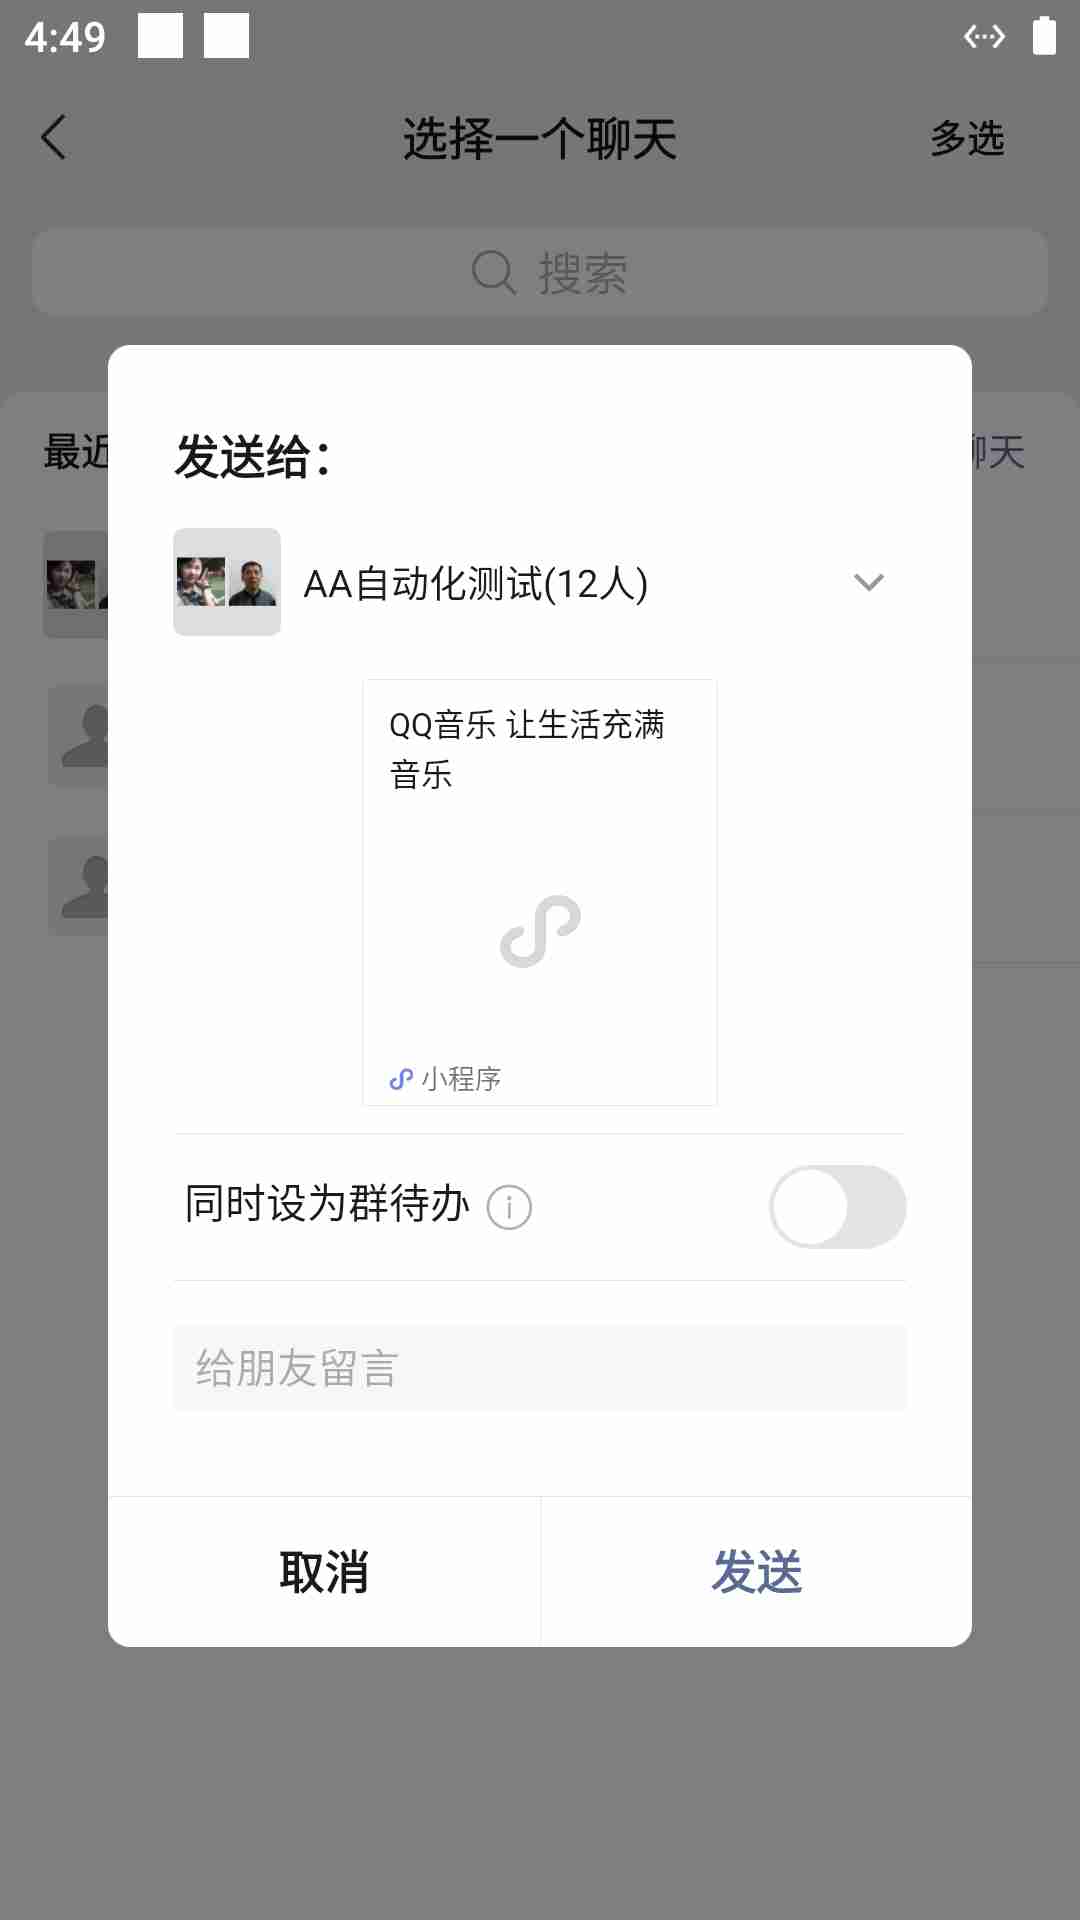 4:49
选择一个聊天
多选
搜索
最近
聊天
发送给:
AA自动化测试(12人)
QQ音乐 让生活充满
音乐
小程序
同时设为群待办
给朋友留言
取消
发送